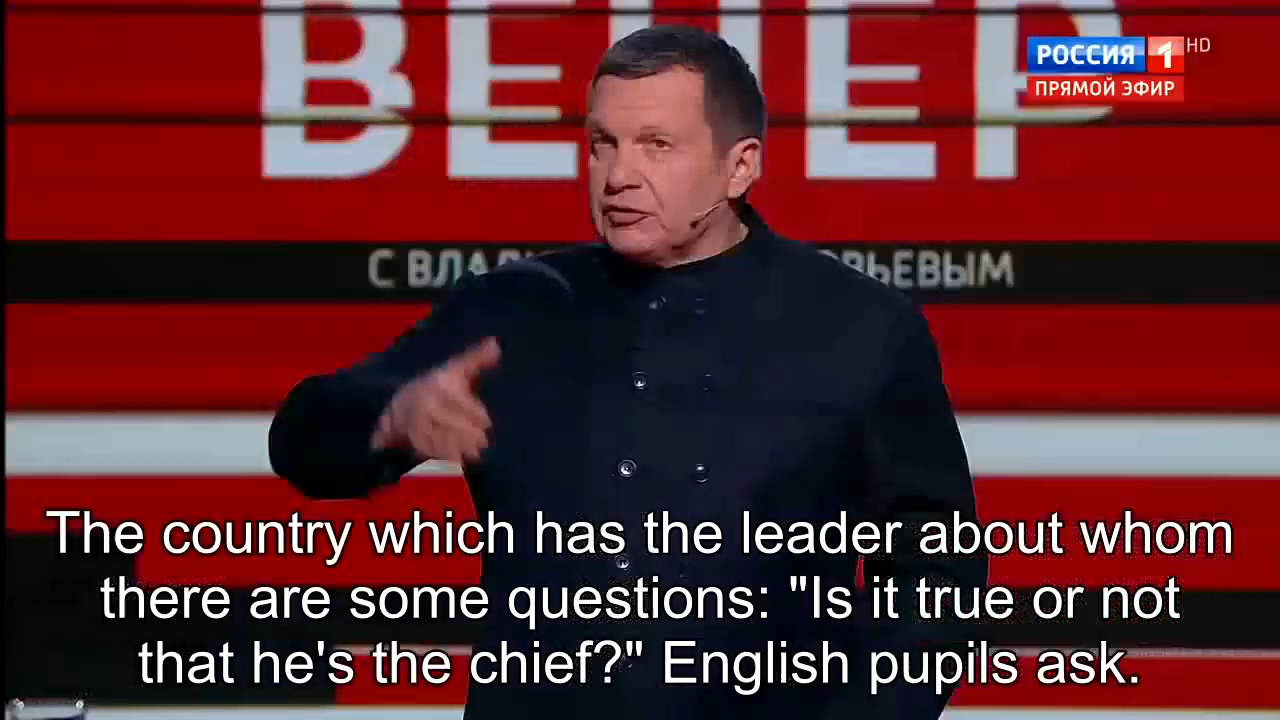 ВЕЧЕР
РОССИЯ 1 HD
ПРЯМОЙ ЭФИР
The country which has the leader about whom
there are some questions: "Is it true or not
that he's the chief?" English pupils ask.